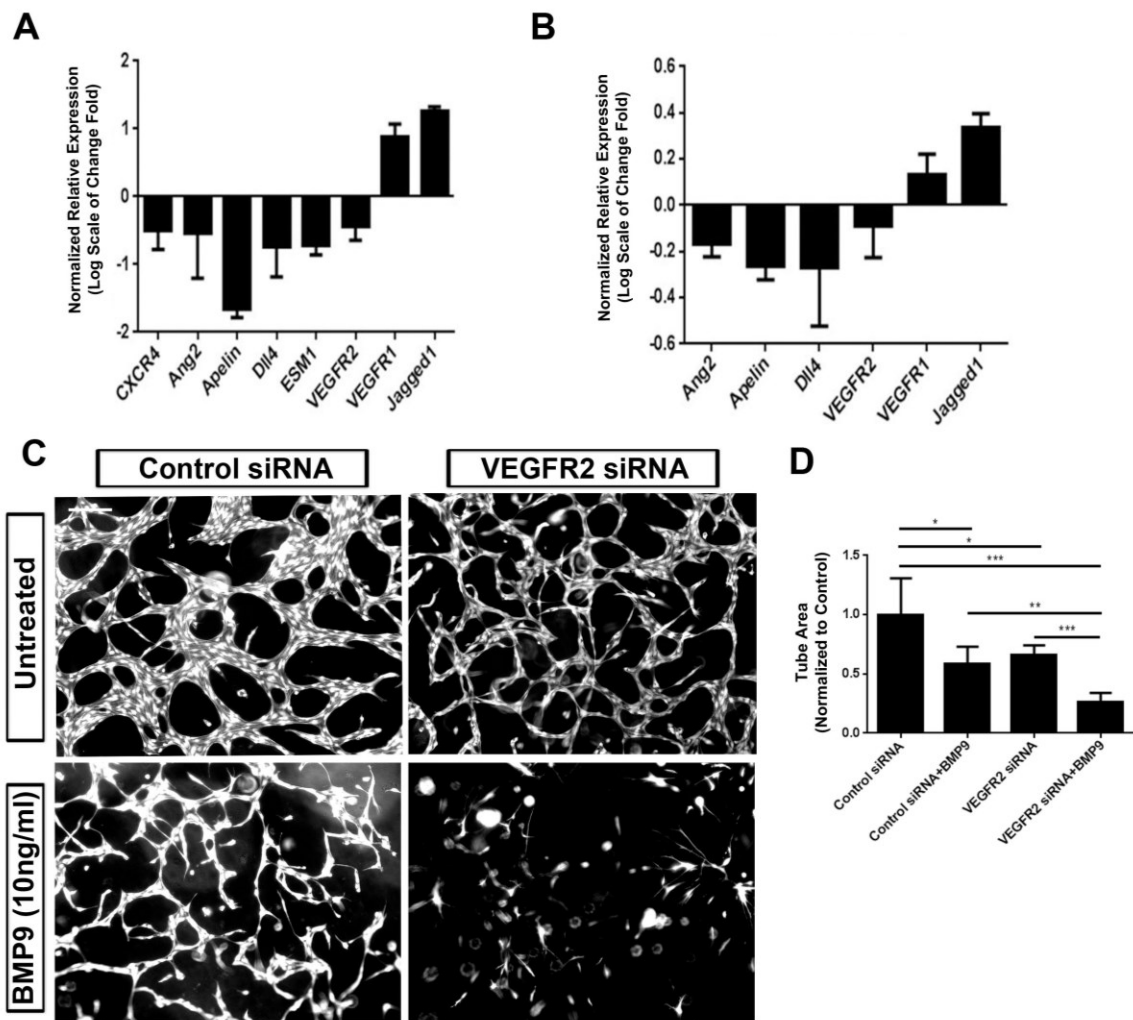 A
Normalized Relative Expression
(Log Scale of Change Fold)
2
1
0
-1
-2
CXCR4
Ang2
Apelin
Dll4
ESM1
VEGFR2
VEGFR1
Jagged1
B
Normalized Relative Expression
(Log Scale of Change Fold)
0.6
0.4
0.2
0.0
-0.2
-0.4
-0.6
Ang2
Apelin
Dll4
VEGFR2
VEGFR1
Jagged1
C
Control siRNA
VEGFR2 siRNA
Untreated
BMP9 (10ng/ml)
D
Tube Area
(Normalized to Control)
1.5
1.0
0.5
0.0
*
*
***
**
***
Control siRNA
Control siRNA+BMP9
VEGFR2 siRNA
VEGFR2 siRNA+BMP9